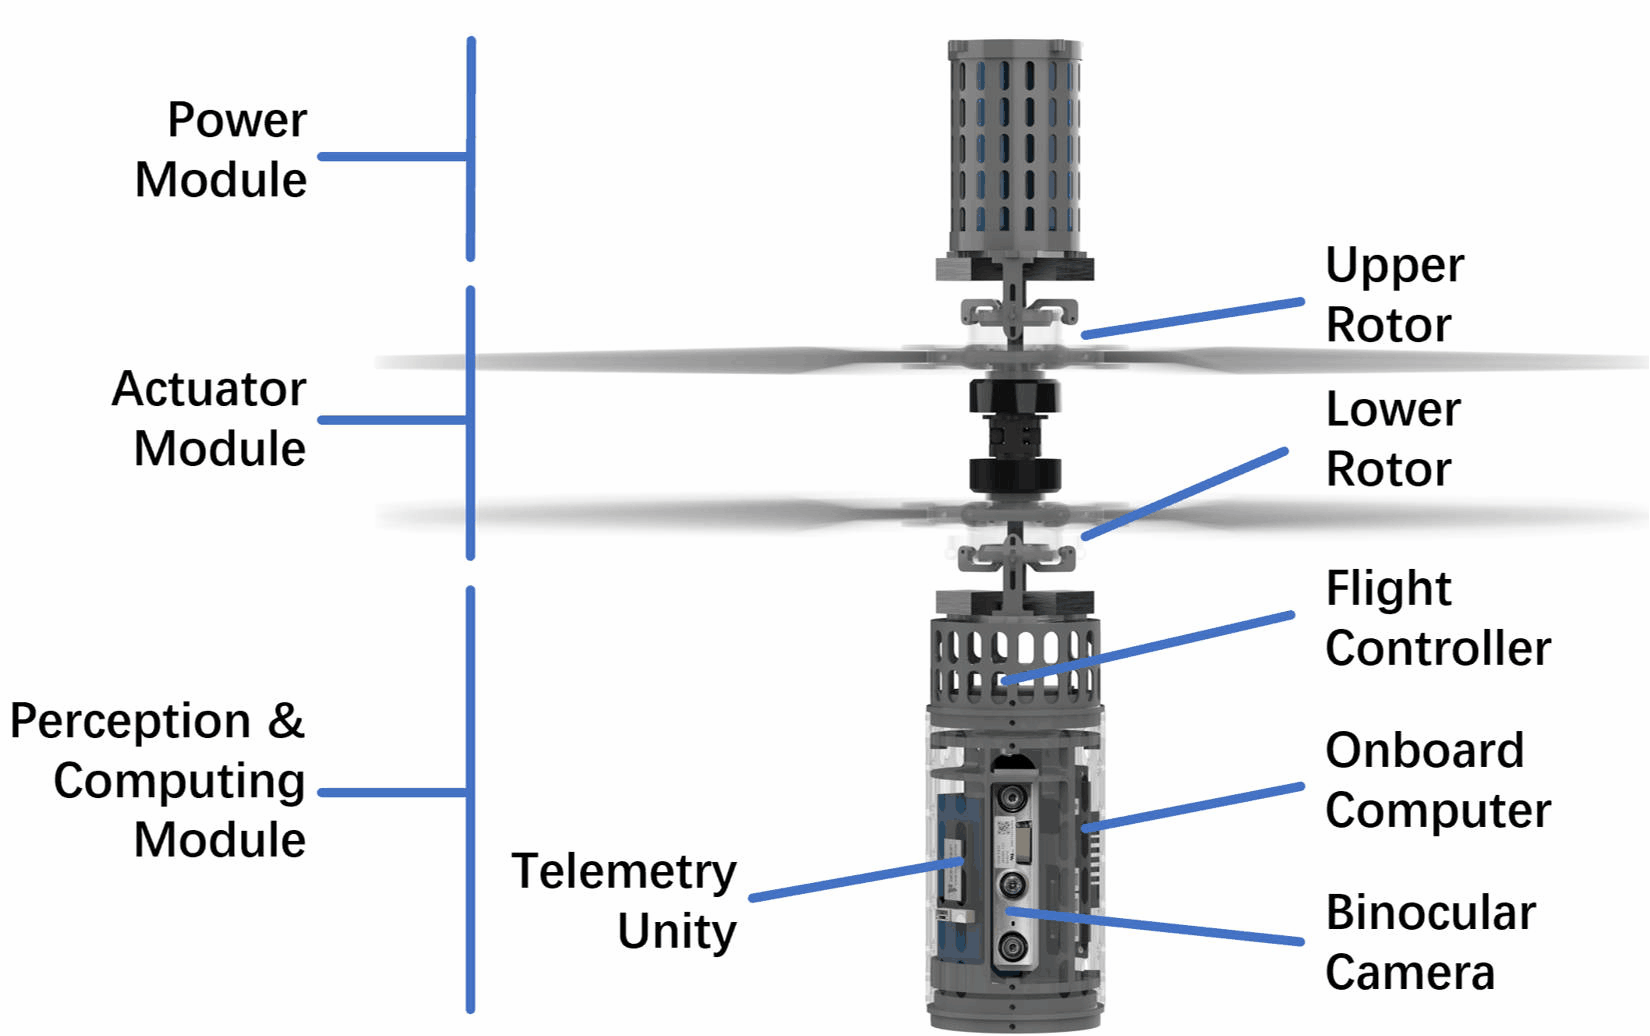 Power
Module
Actuator
Module
Perception &
Computing
Module
Telemetry
Unity
Upper
Rotor
Lower
Rotor
Flight
Controller
Onboard
Computer
Binocular
Camera